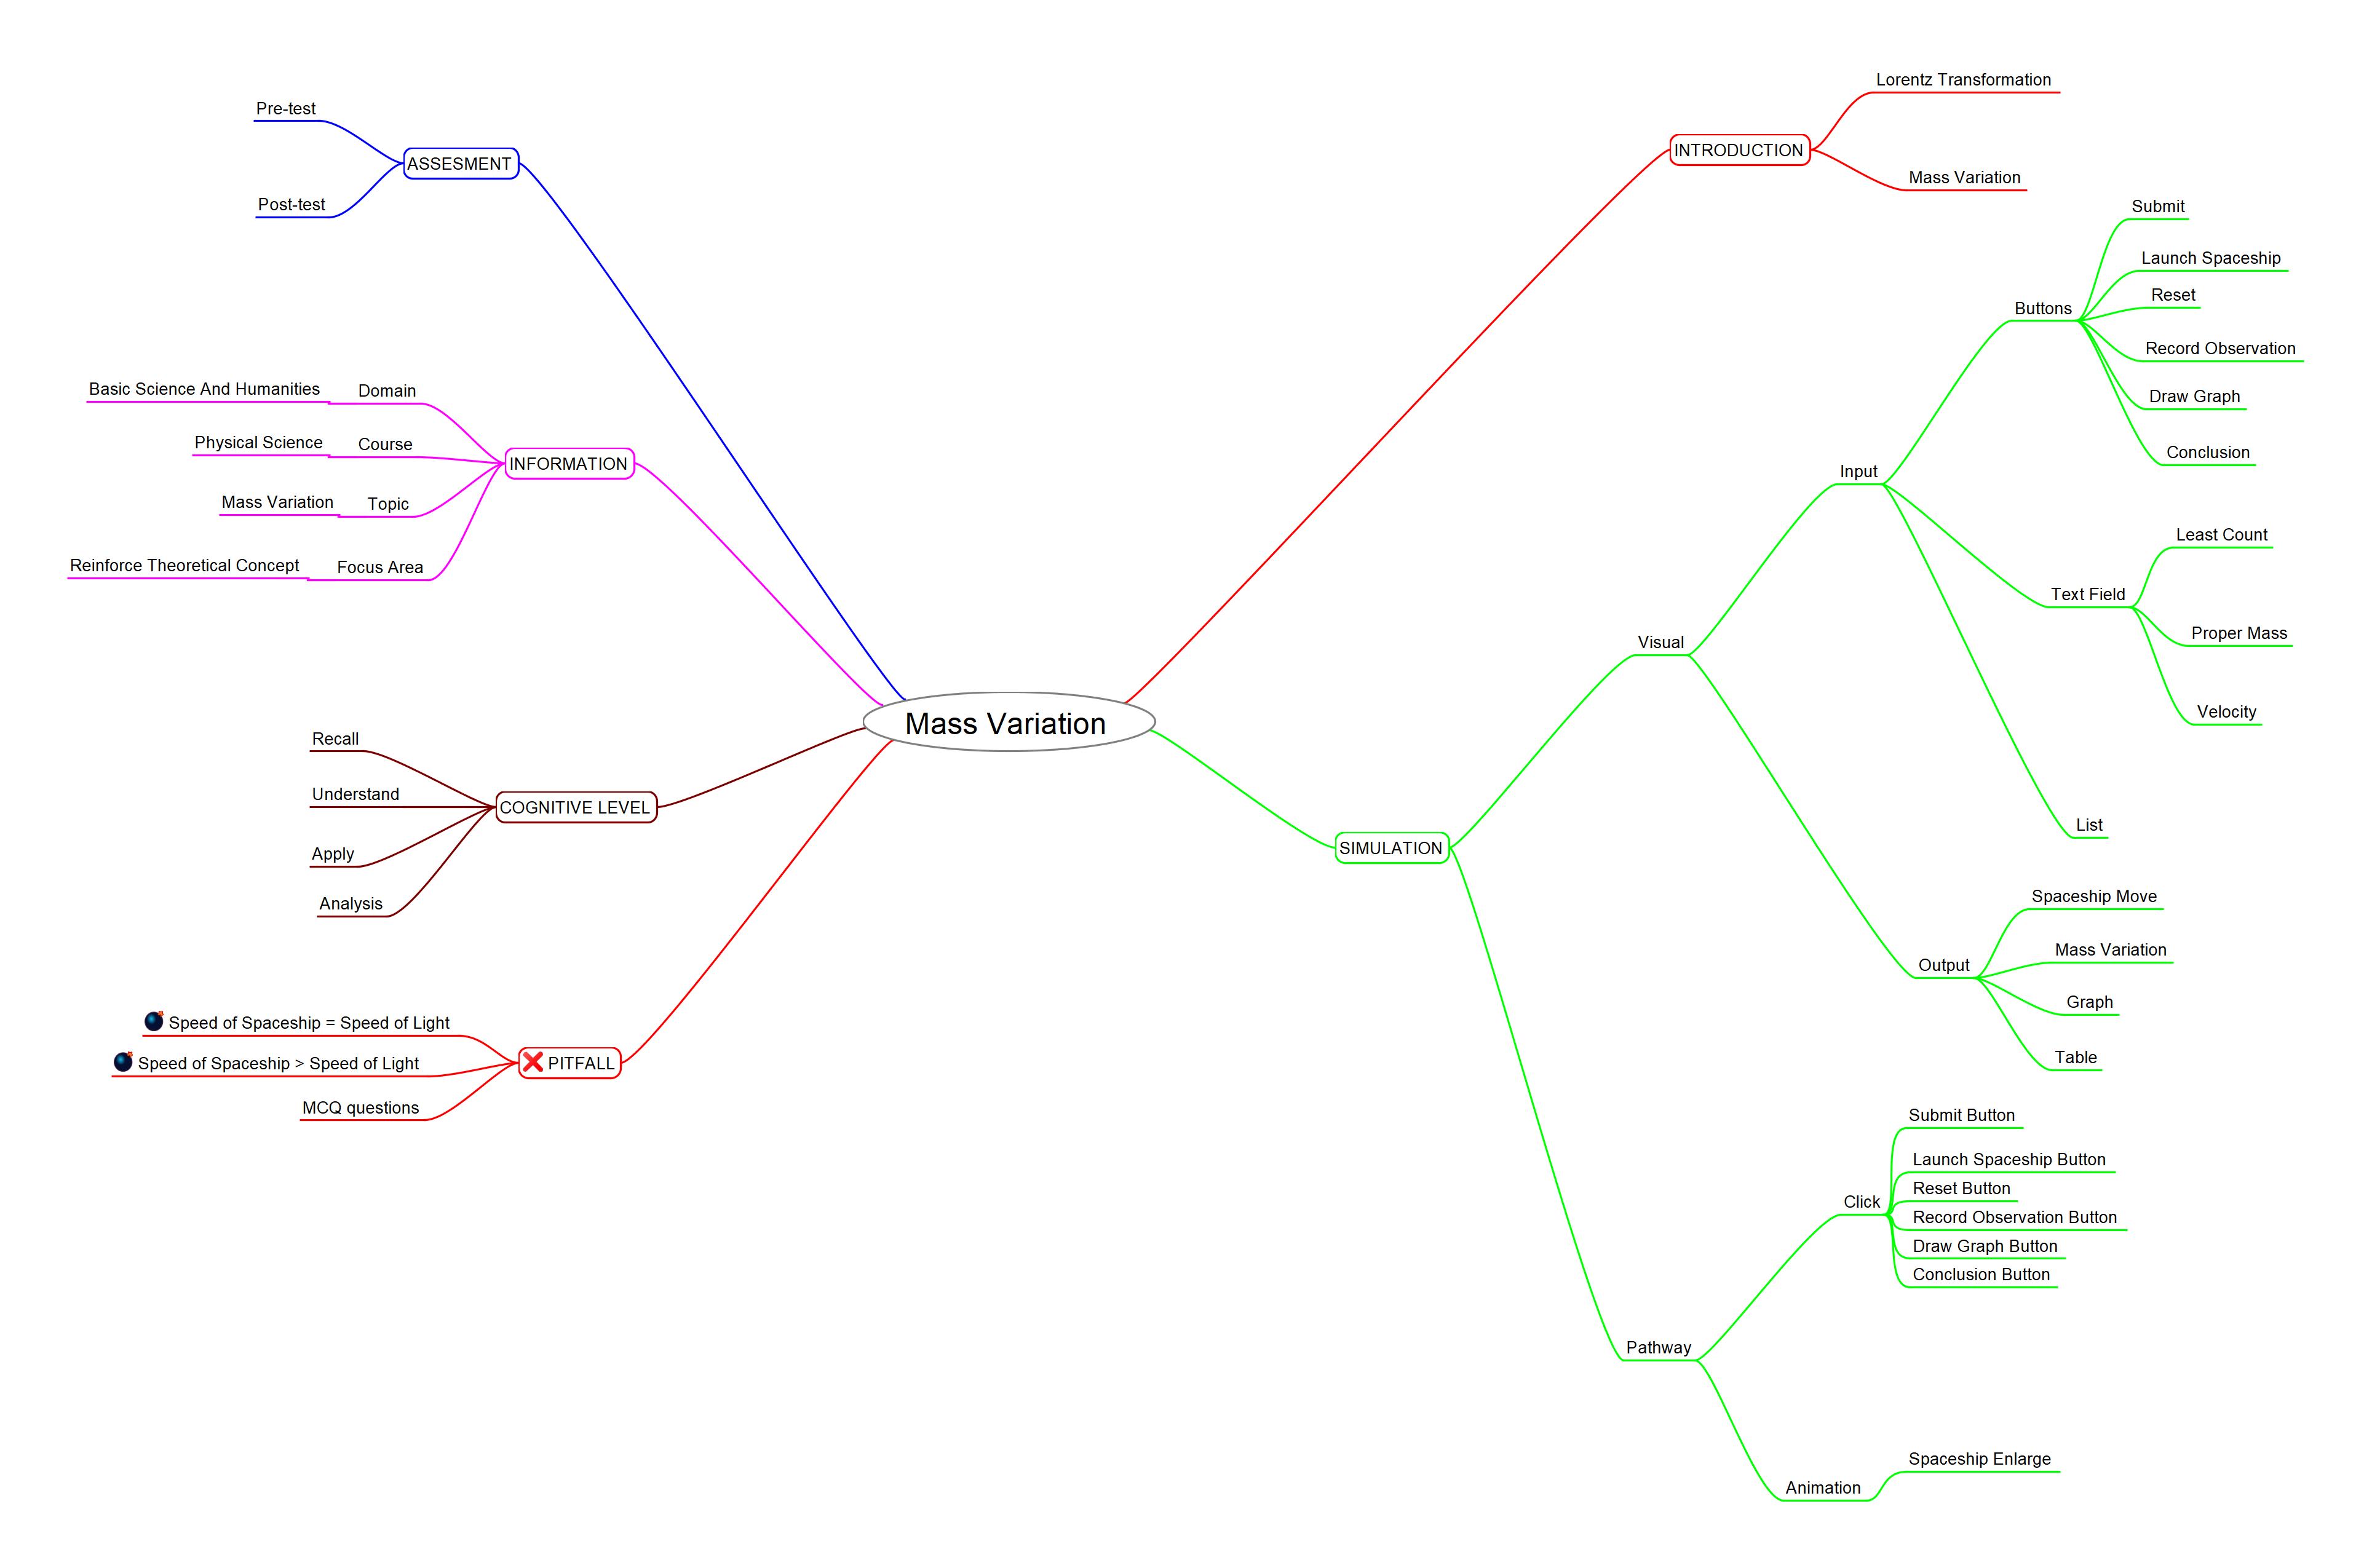 Mass Variation
ASSESMENT
Pre-test
Post-test
INFORMATION
Domain
Basic Science And Humanities
Course
Physical Science
Topic
Mass Variation
Focus Area
Reinforce Theoretical Concept
COGNITIVE LEVEL
Recall
Understand
Apply
Analysis
PITFALL
Speed of Spaceship = Speed of Light
Speed of Spaceship > Speed of Light
MCQ questions
INTRODUCTION
Lorentz Transformation
Mass Variation
SIMULATION
Visual
Input
Buttons
Submit
Launch Spaceship
Reset
Record Observation
Draw Graph
Conclusion
Text Field
Least Count
Proper Mass
Velocity
List
Output
Spaceship Move
Mass Variation
Graph
Table
Pathway
Click
Submit Button
Launch Spaceship Button
Reset Button
Record Observation Button
Draw Graph Button
Conclusion Button
Animation
Spaceship Enlarge